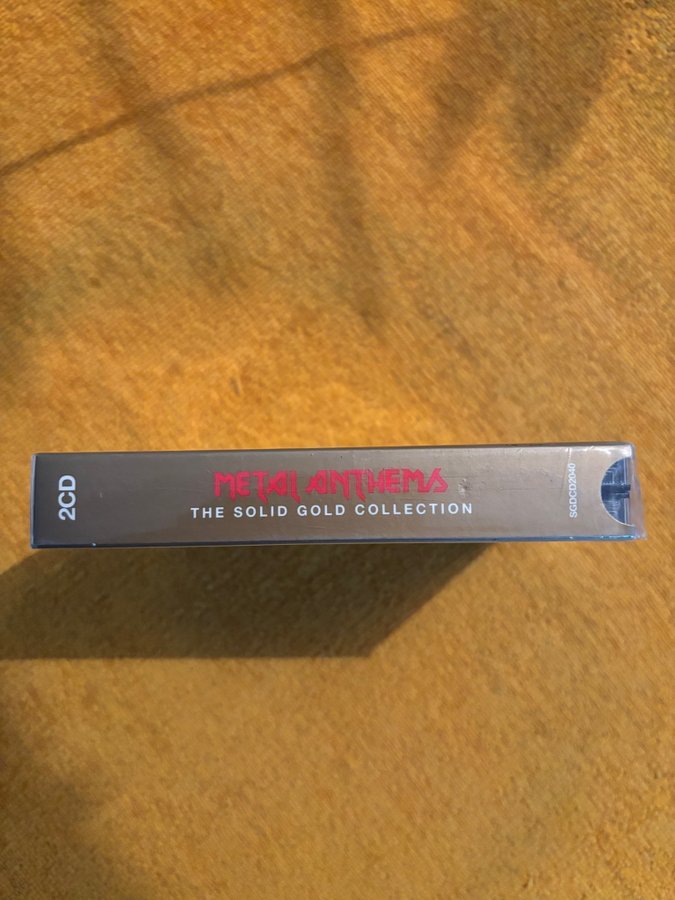 2CD
METAL ANTHEMS
THE SOLID GOLD COLLECTION
SGDCD2040